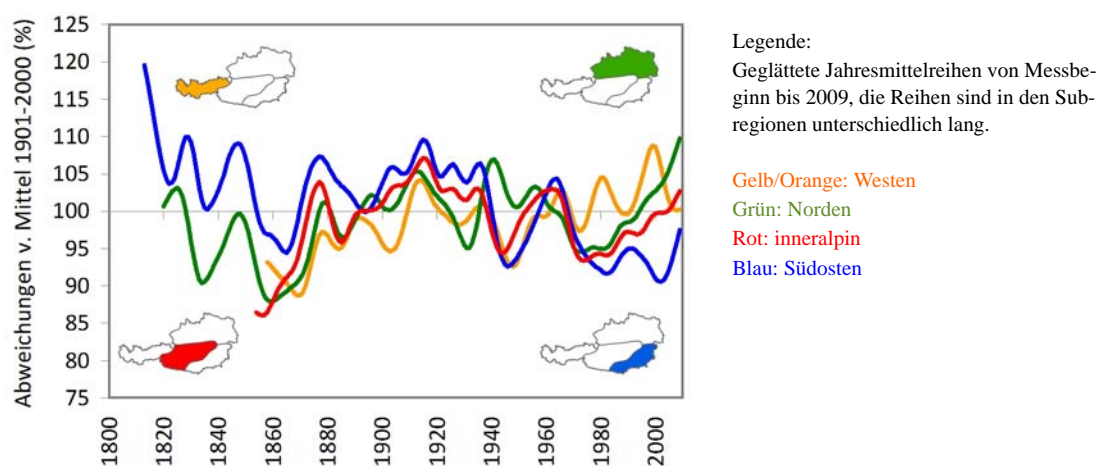 Abweichungen v. Mittel 1901-2000 (%)
125
120
115
110
105
100
95
90
85
80
75
1800
1820
1840
1860
1880
1900
1920
1940
1960
1980
2000
Legende:
Geglättete Jahresmittelreihen von Messbe-
ginn bis 2009, die Reihen sind in den Sub-
regionen unterschiedlich lang.
Gelb/Orange: Westen
Grün: Norden
Rot: inneralpin
Blau: Südosten